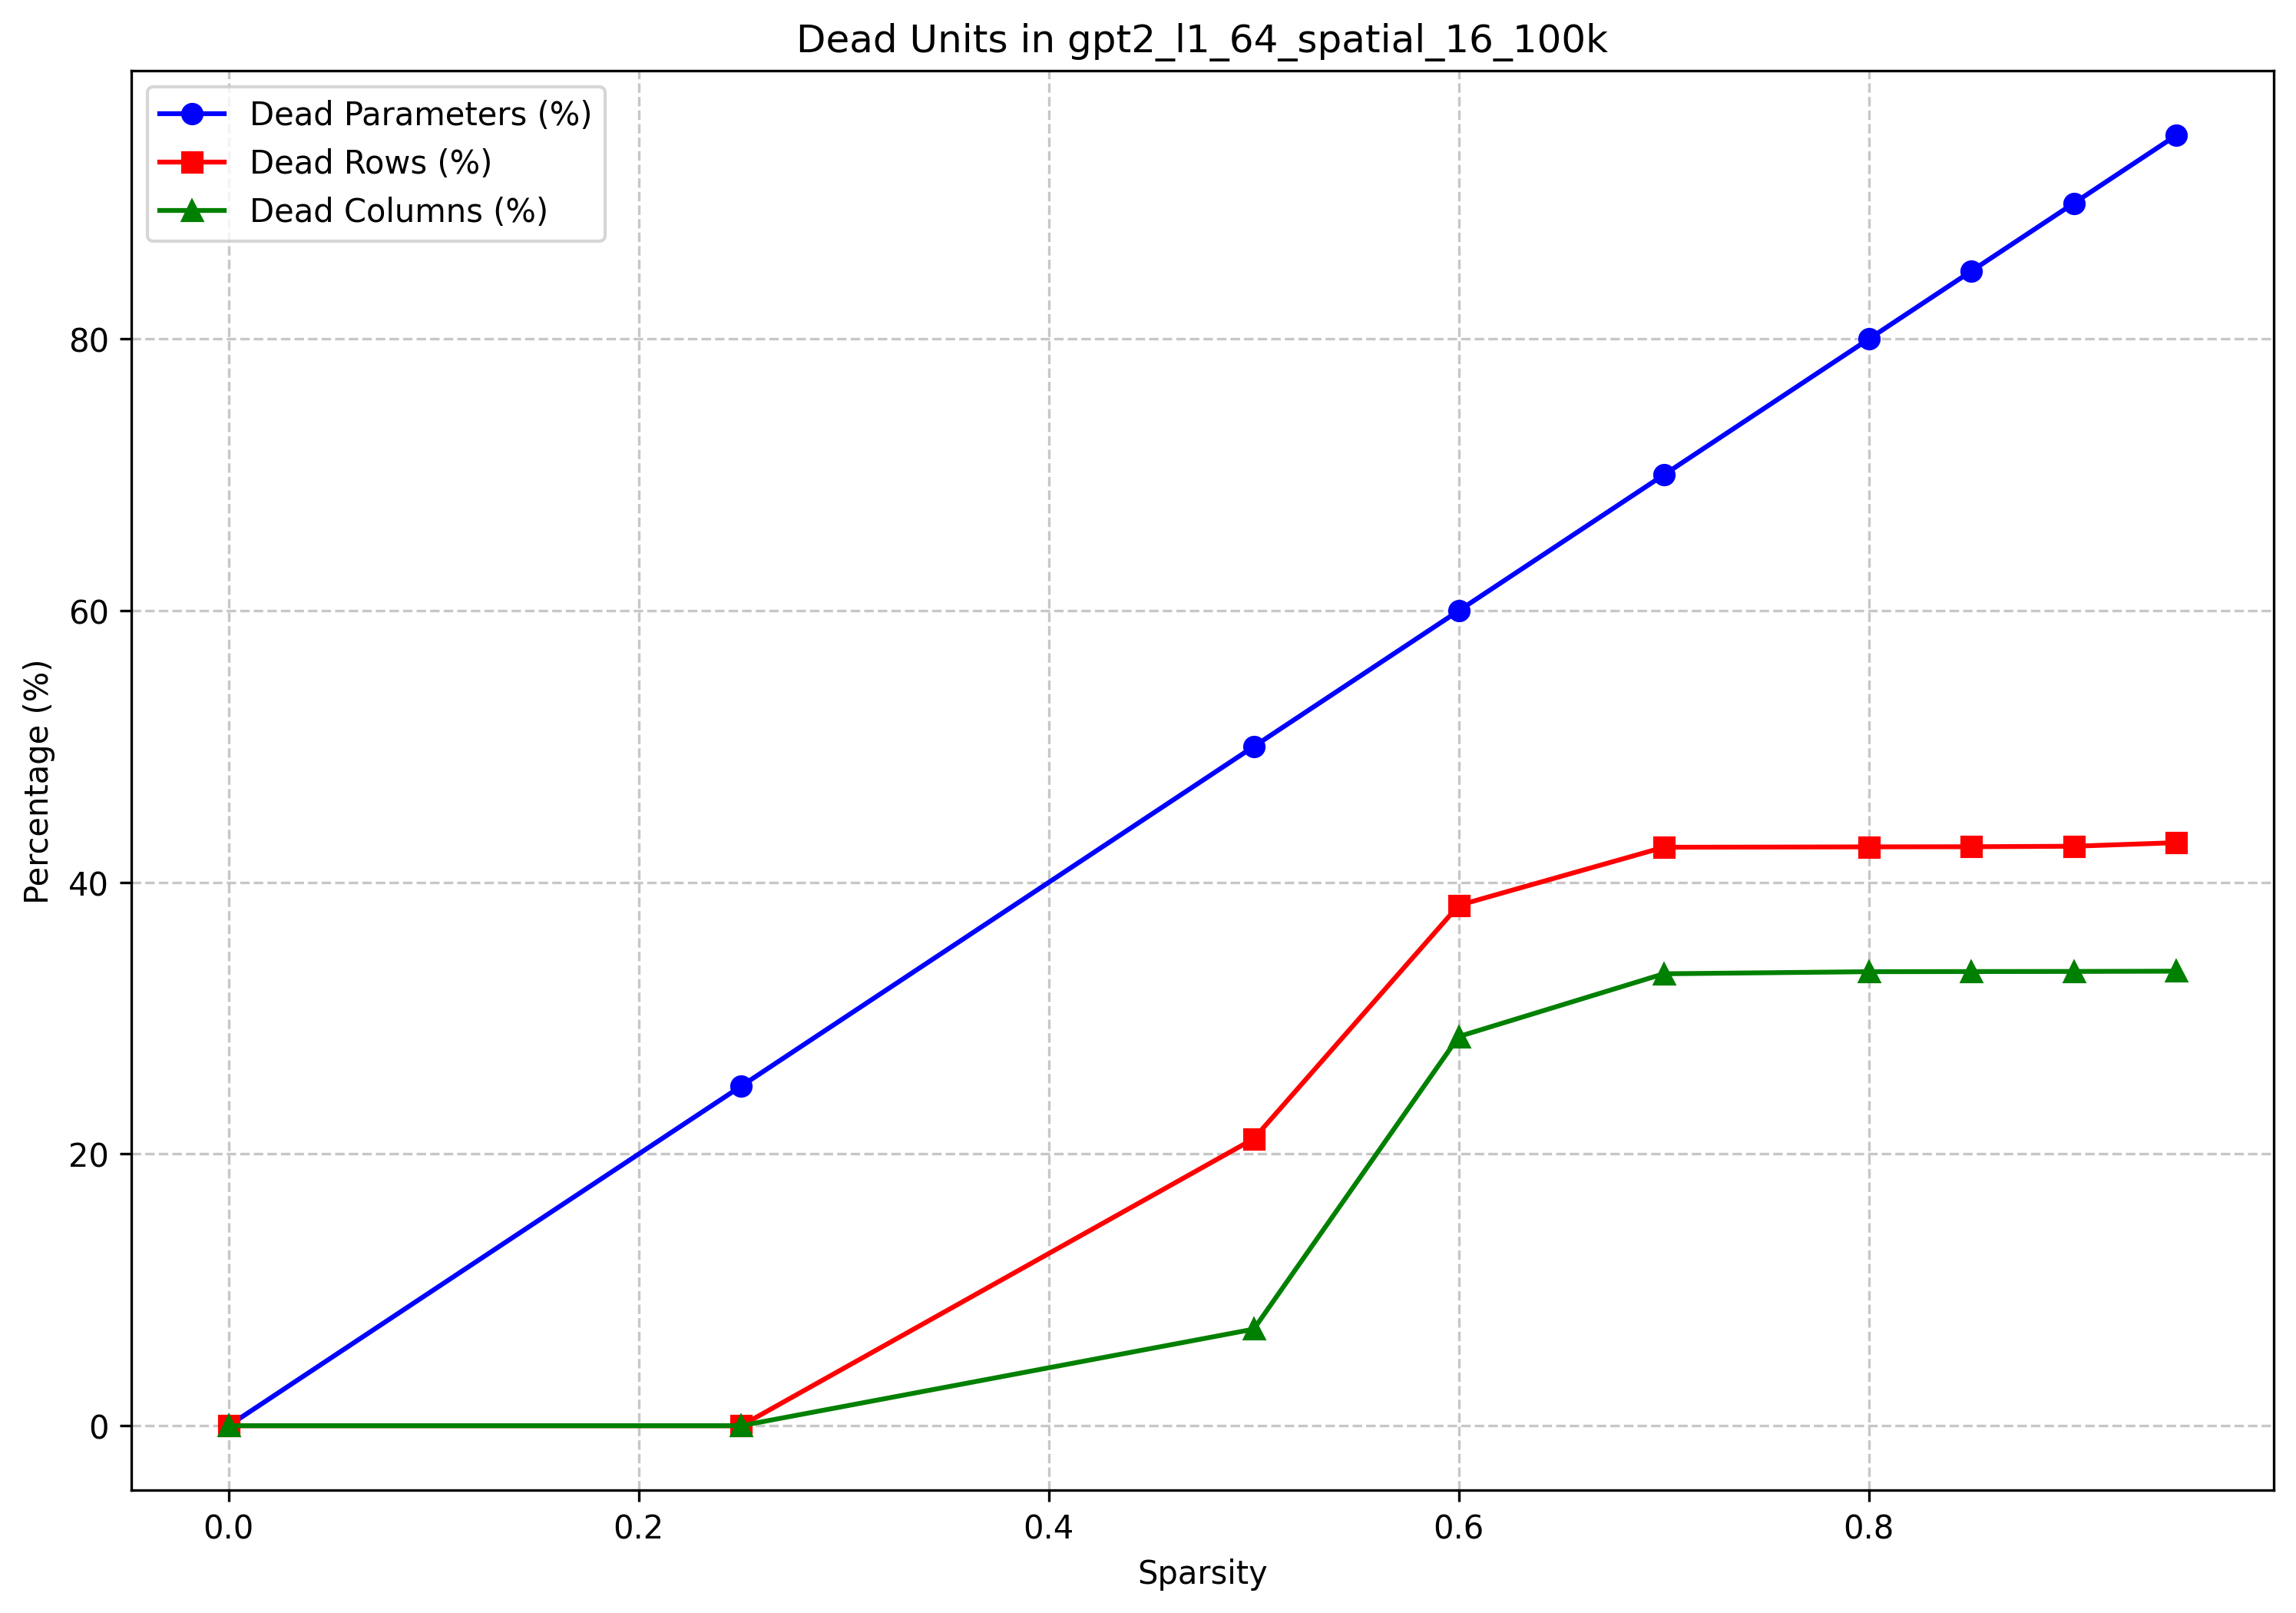 Dead Units in gpt2_l1_64_spatial_16_100k
Dead Parameters (%)
Dead Rows (%)
Dead Columns (%)
Percentage (%)
80
60
40
20
0
0.0 0.2 0.4 0.6 0.8
Sparsity